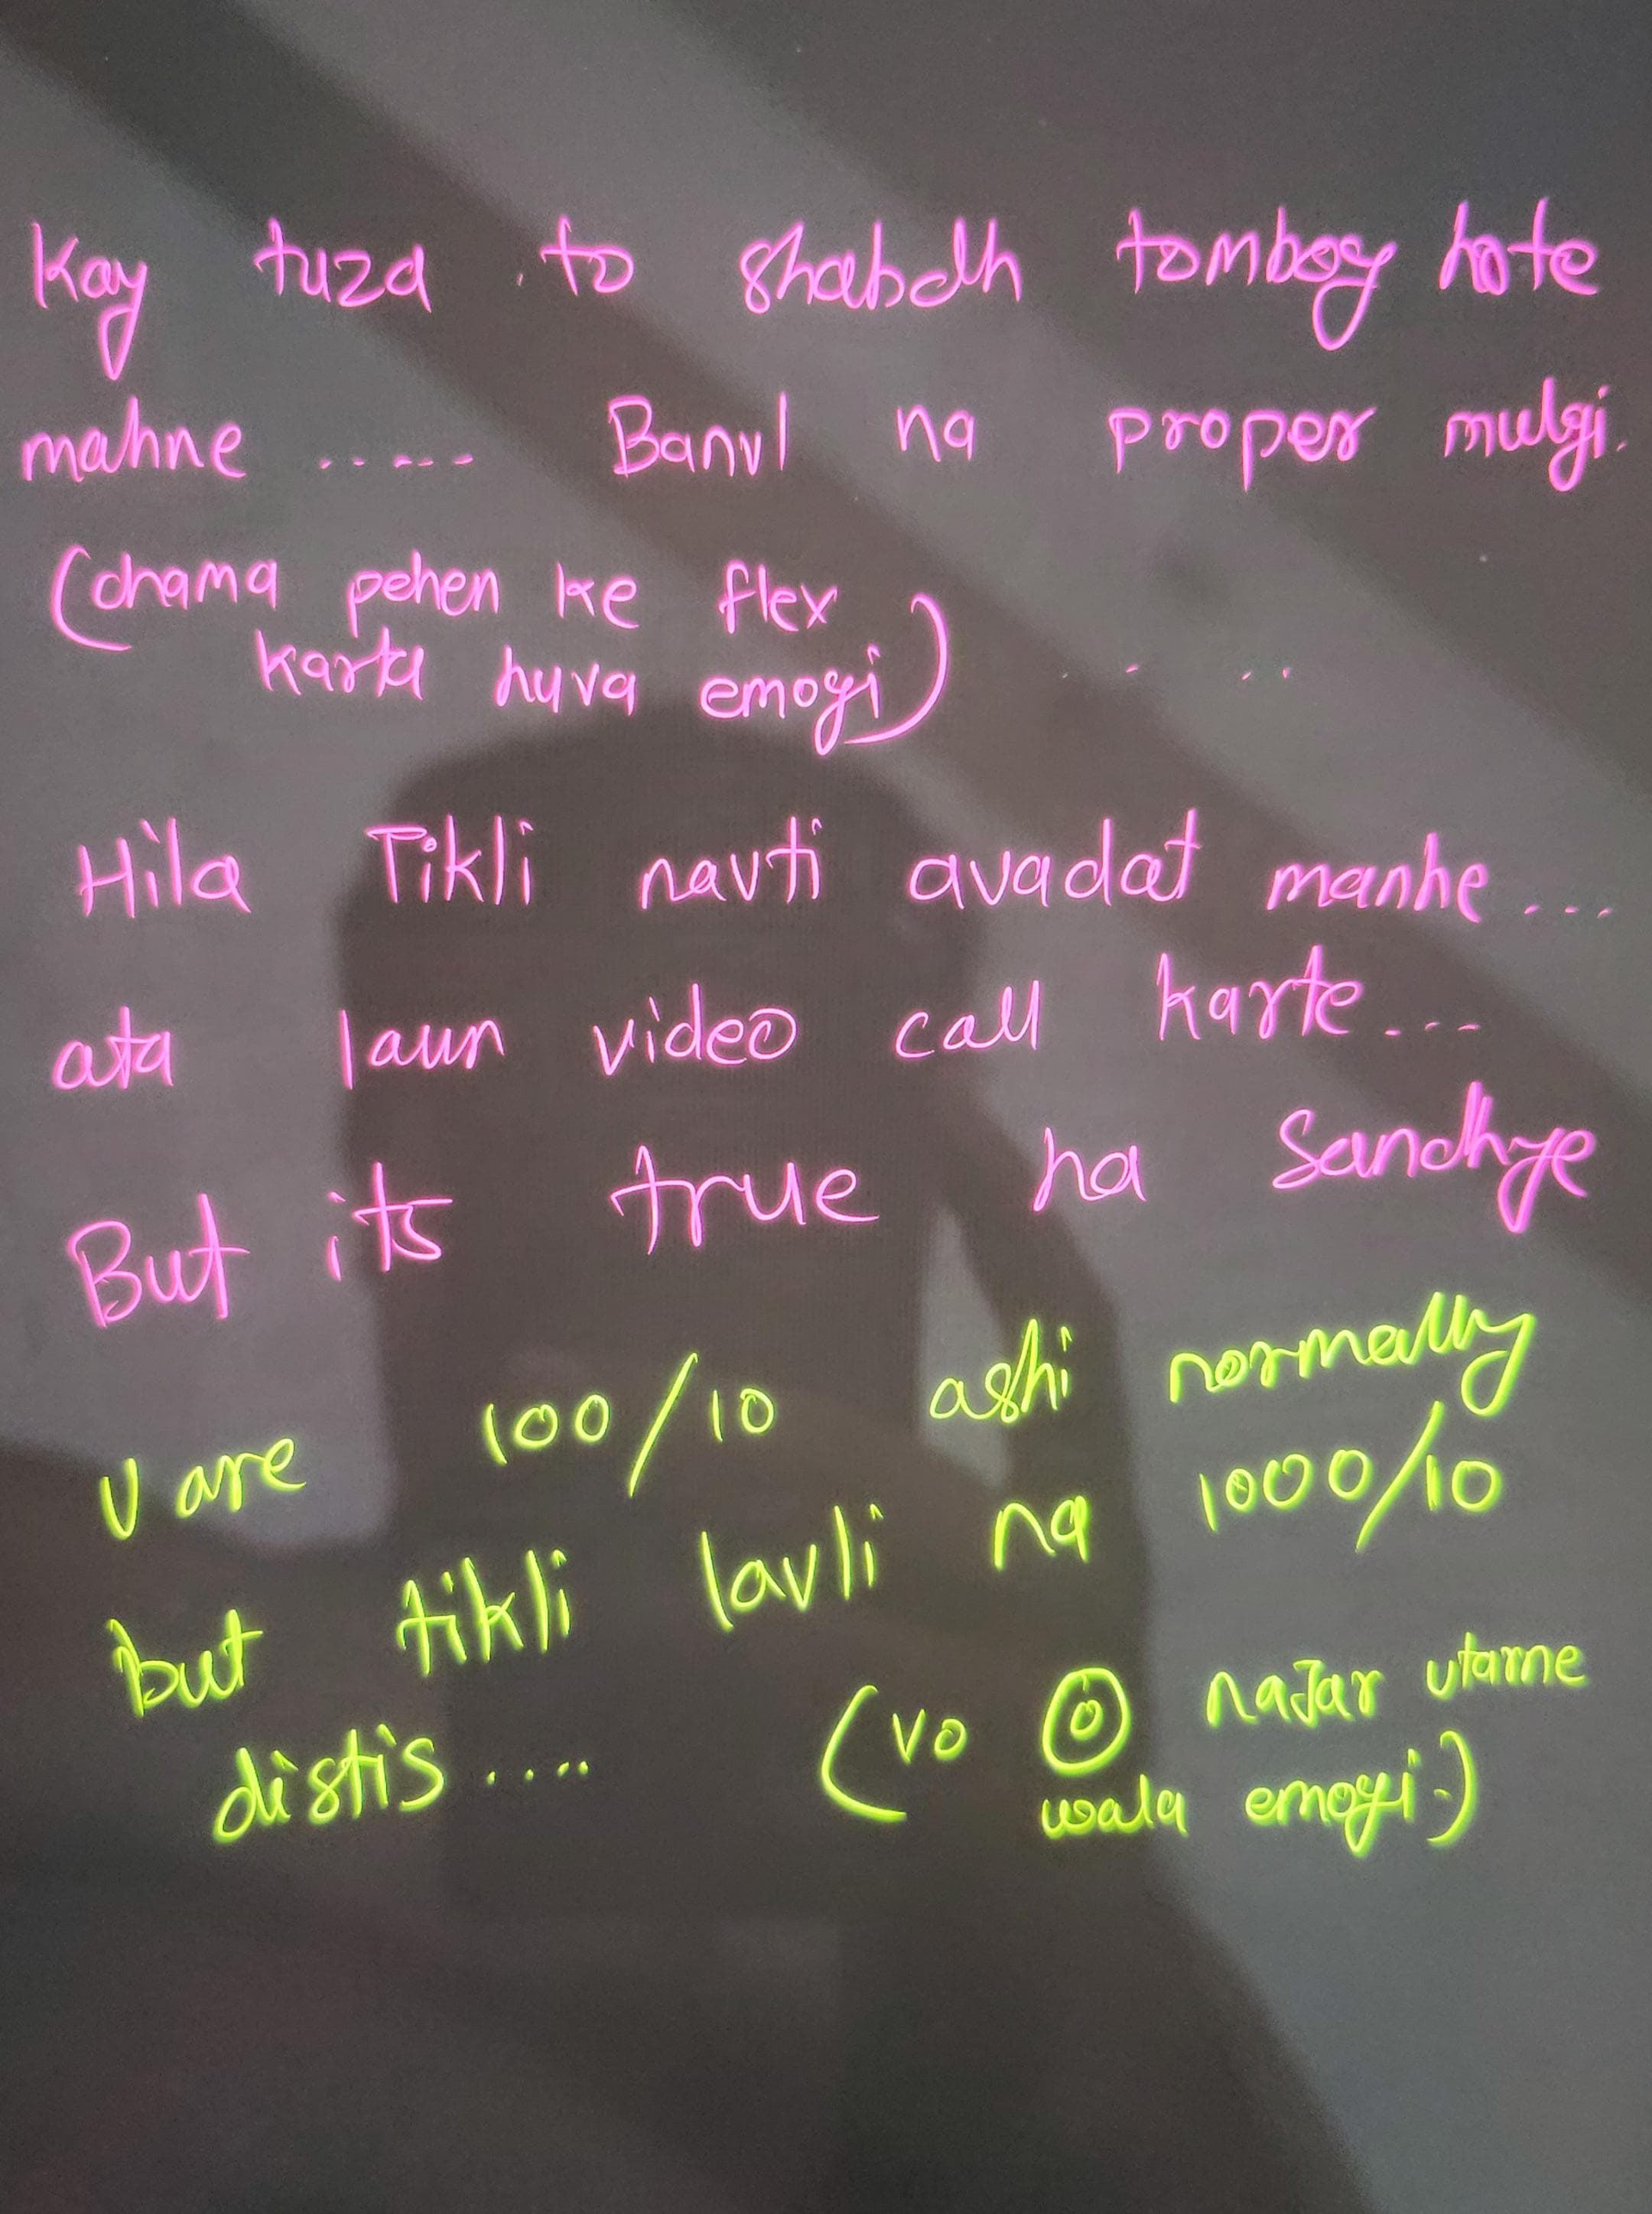 Kay tuza to shabdh tomboy hote
mahne ..... Banvl na proper mulgi.
(chama pehen ke flex
karta huva emogi) . . . .
Hila Tikli navti avadat manhe ...
ata laun video call karte ...
But its true ha Sandhye
U are 100/10 ashi normally
but tikli lavli na 1000/10
distis ..... (vo najar utarne
wala emogi.)